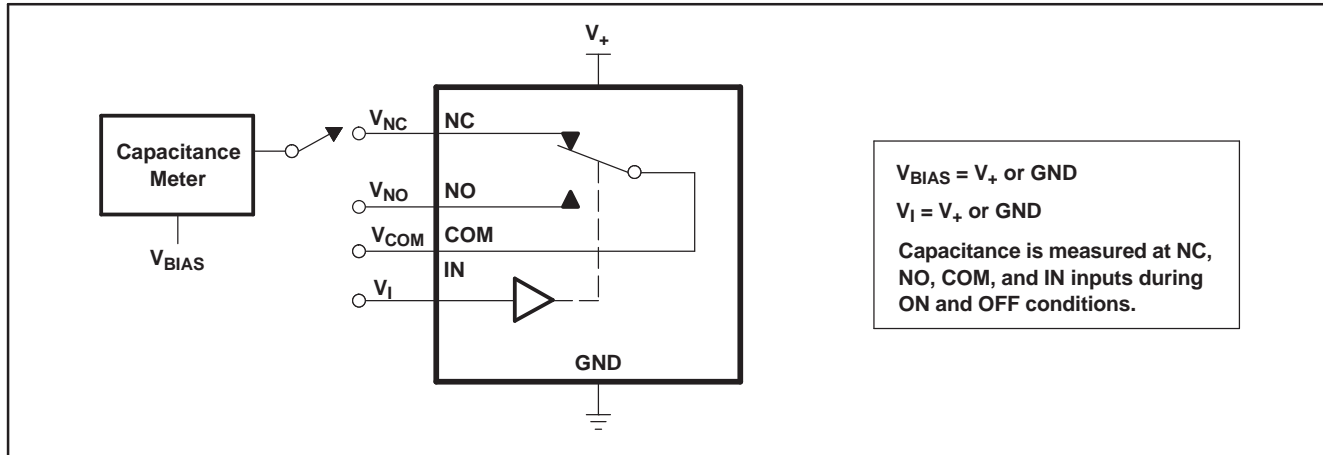 V+
Capacitance
Meter
VBIAS
VNC NC
VNO NO
VCOM COM
IN
VI
GND
VBIAS = V+ or GND
VI = V+ or GND
Capacitance is measured at NC,
NO, COM, and IN inputs during
ON and OFF conditions.